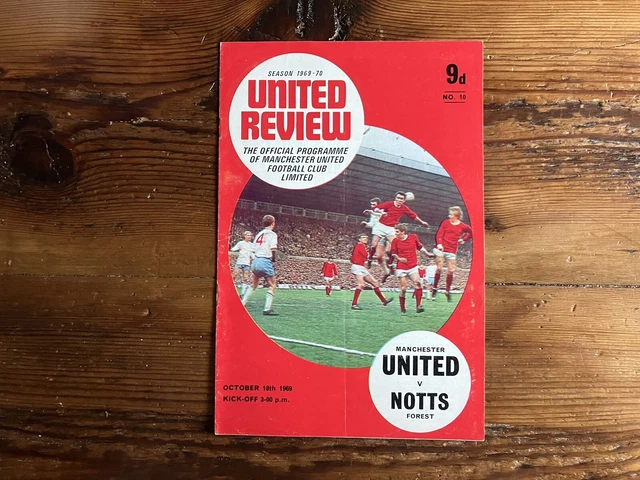 SEASON 1969-70
UNITED
REVIEW
THE OFFICIAL PROGRAMME
OF MANCHESTER UNITED
FOOTBALL CLUB
LIMITED
9d
NO. 10
4
MANCHESTER
UNITED
v
NOTTS
FOREST
OCTOBER 18th 1969
KICK-OFF 3-00 p.m.